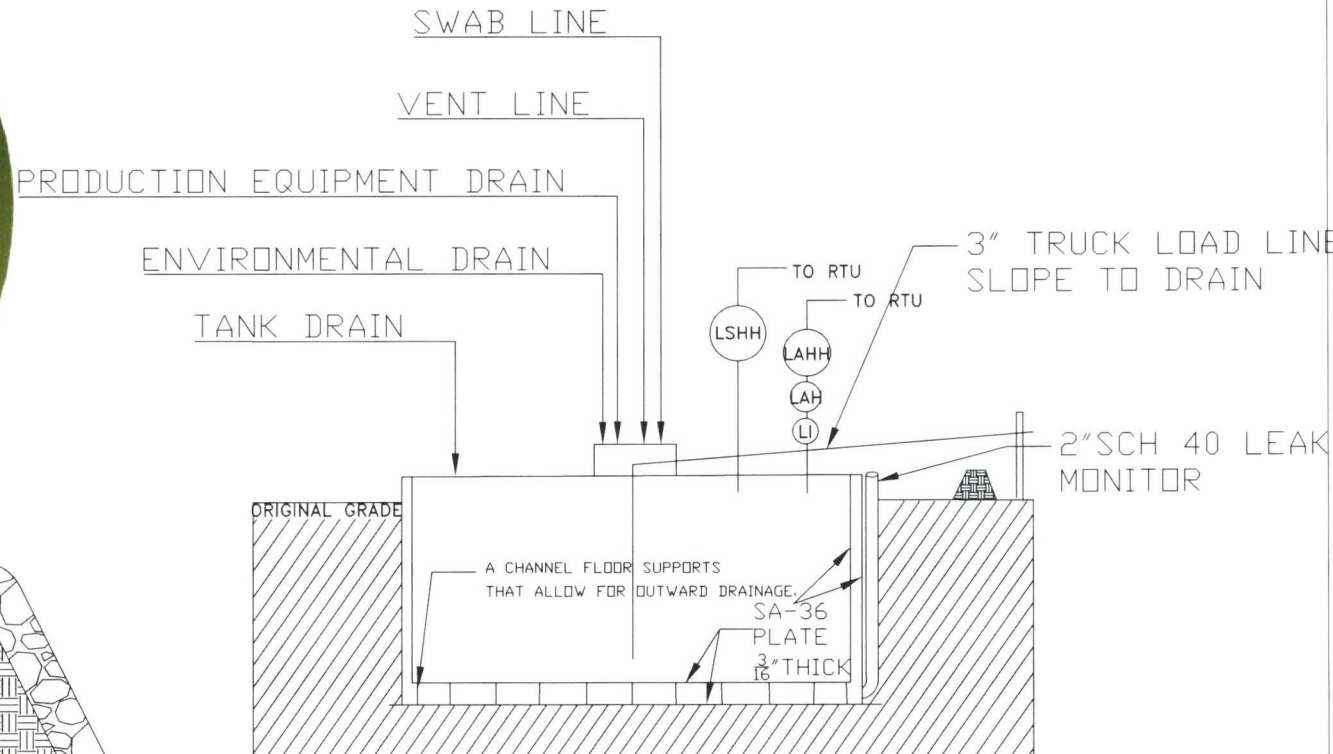 SWAB LINE
VENT LINE
PRODUCTION EQUIPMENT DRAIN
ENVIRONMENTAL DRAIN
TANK DRAIN
TO RTU
TO RTU
3" TRUCK LOAD LINE
SLOPE TO DRAIN
LSHH
LAHH
LAH
LI
2"SCH 40 LEAK
MONITOR
ORIGINAL GRADE
A CHANNEL FLOOR SUPPORTS
THAT ALLOW FOR OUTWARD DRAINAGE.
SA-36
PLATE
3/16"THICK